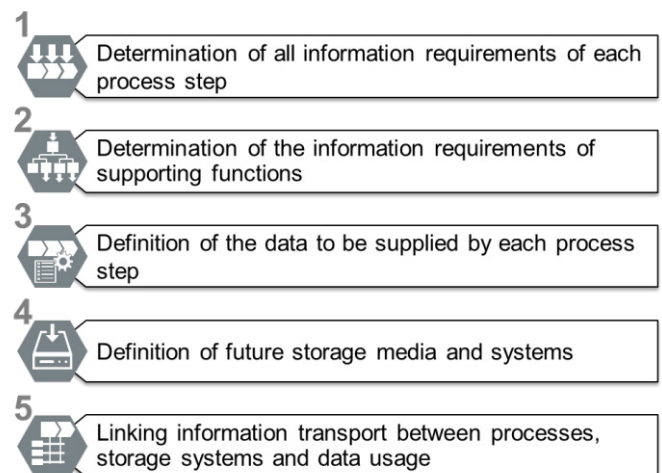 1
Determination of all information requirements of each
process step
2
Determination of the information requirements of
supporting functions
3
Definition of the data to be supplied by each process
step
4
Definition of future storage media and systems
5
Linking information transport between processes,
storage systems and data usage